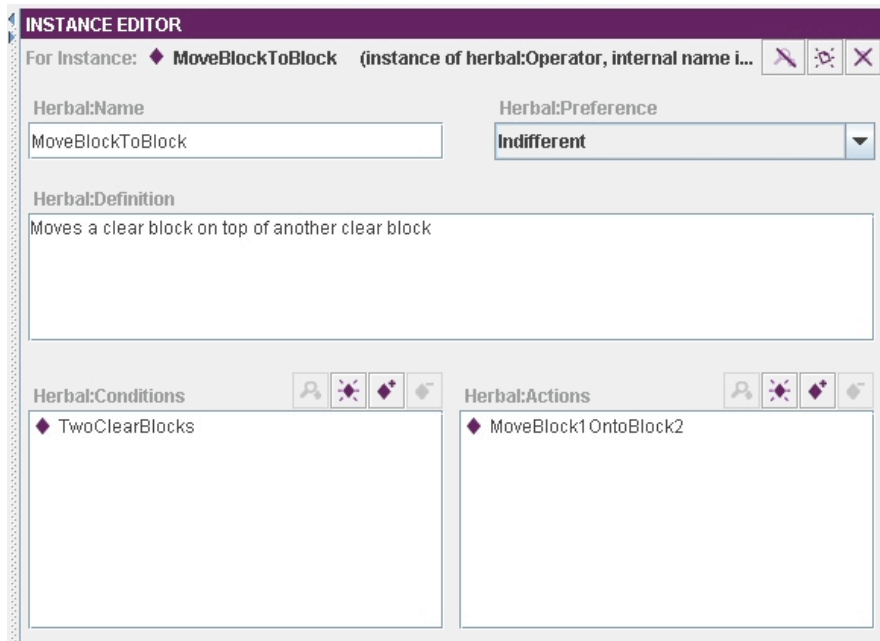 INSTANCE EDITOR
For Instance: MoveBlockToBlock (instance of herbal:Operator, internal name i...
Herbal:Name
Herbal:Preference
MoveBlockToBlock
Indifferent
Herbal:Definition
Moves a clear block on top of another clear block
Herbal:Conditions
Herbal:Actions
TwoClearBlocks
MoveBlock1OntoBlock2